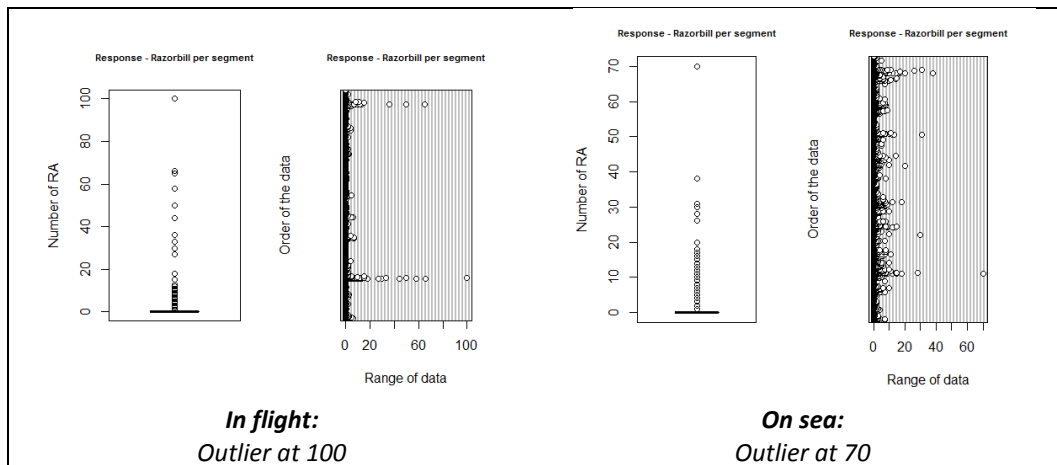 Response - Razorbill per segment
Number of RA
0 20 40 60 80 100
Response - Razorbill per segment
Order of the data
0 20 60 100
Range of data
In flight:
Outlier at 100
Response - Razorbill per segment
Number of RA
0 10 20 30 40 50 60 70
Response - Razorbill per segment
Order of the data
0 20 40 60
Range of data
On sea:
Outlier at 70